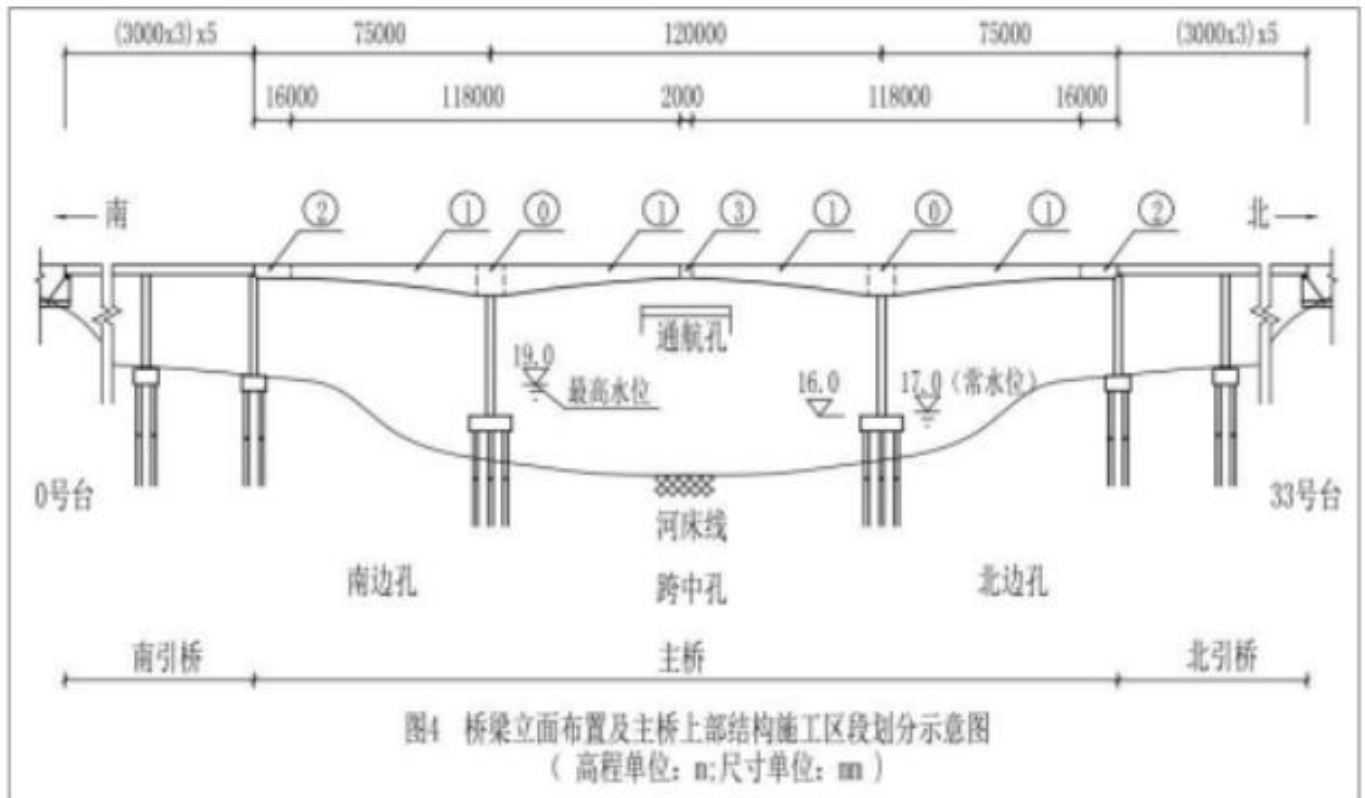 (3000x3)x5 75000 120000 75000 (3000x3)x5
16000 118000 2000 118000 16000
南 ② ① ⓪ ① ③ ① ⓪ ① ② 北
通航孔
19.0 最高水位 16.0 17.0(常水位)
0号台 33号台
河床线
南边孔 跨中孔 北边孔
南引桥 主桥 北引桥
图4 桥梁立面布置及主桥上部结构施工区段划分示意图
( 高程单位: m;尺寸单位: mm )